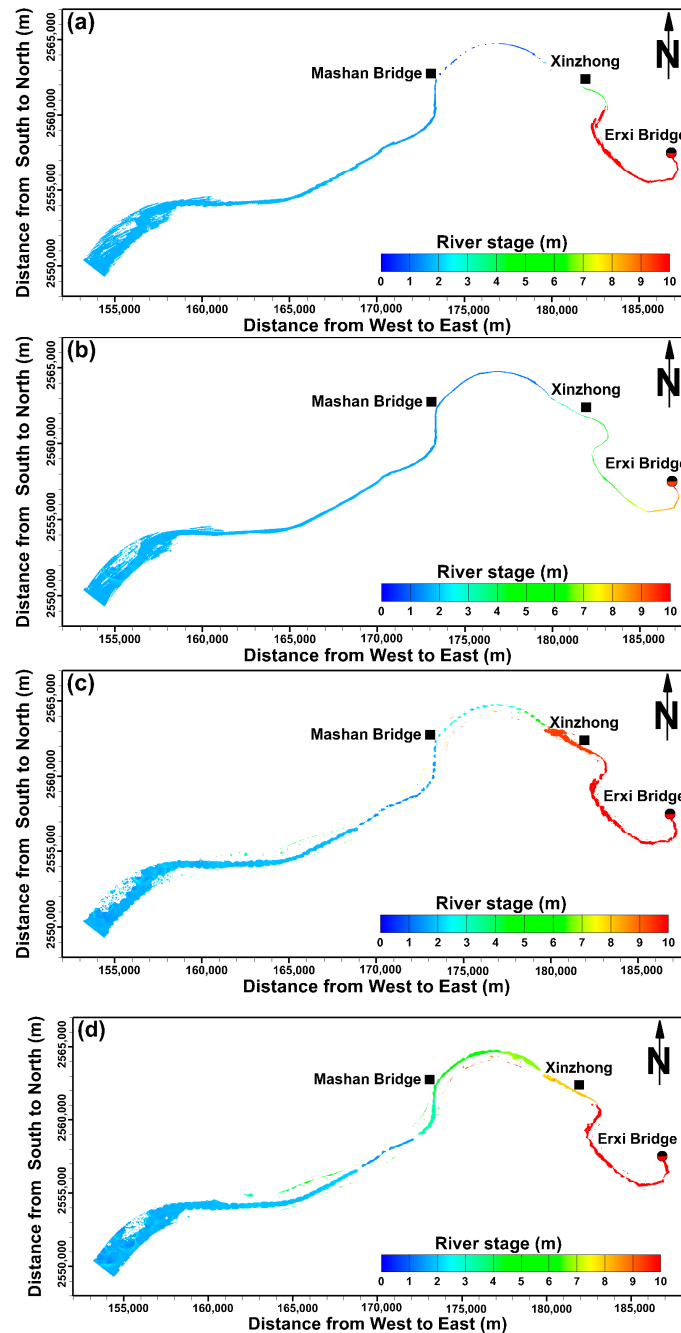 (a)
N
Mashan Bridge
Xinzhong
Erxi Bridge
River stage (m)
0 1 2 3 4 5 6 7 8 9 10
2565,000
2560,000
2555,000
2550,000
Distance from South to North (m)
155,000 160,000 165,000 170,000 175,000 180,000 185,000
Distance from West to East (m)
(b)
N
Mashan Bridge
Xinzhong
Erxi Bridge
River stage (m)
0 1 2 3 4 5 6 7 8 9 10
2565,000
2560,000
2555,000
2550,000
Distance from South to North (m)
155,000 160,000 165,000 170,000 175,000 180,000 185,000
Distance from West to East (m)
(c)
N
Mashan Bridge
Xinzhong
Erxi Bridge
River stage (m)
0 1 2 3 4 5 6 7 8 9 10
2565,000
2560,000
2555,000
2550,000
Distance from South to North (m)
155,000 160,000 165,000 170,000 175,000 180,000 185,000
Distance from West to East (m)
(d)
N
Mashan Bridge
Xinzhong
Erxi Bridge
River stage (m)
0 1 2 3 4 5 6 7 8 9 10
2565,000
2560,000
2555,000
2550,000
Distance from South to North (m)
155,000 160,000 165,000 170,000 175,000 180,000 185,000
Distance from West to East (m)